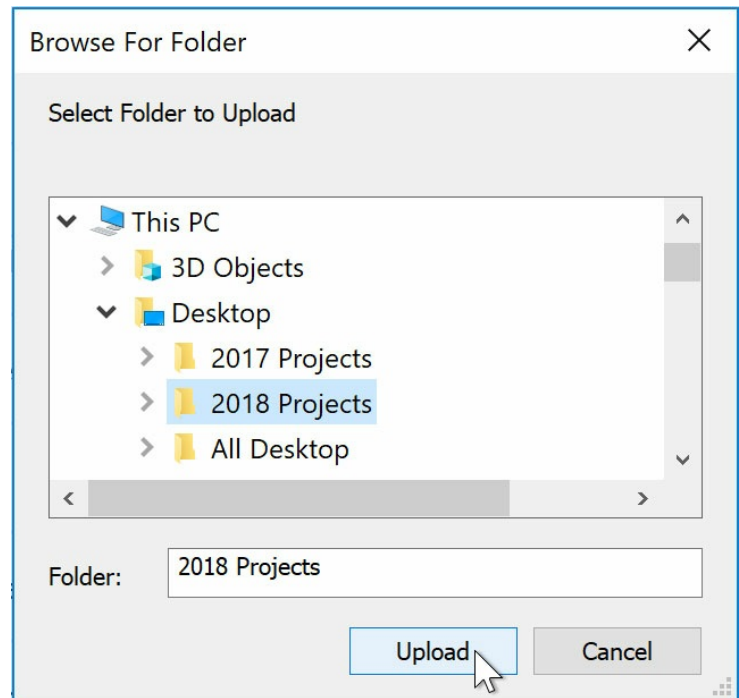 Browse For Folder
Select Folder to Upload
This PC
3D Objects
Desktop
2017 Projects
2018 Projects
All Desktop
Folder: 2018 Projects
Upload Cancel